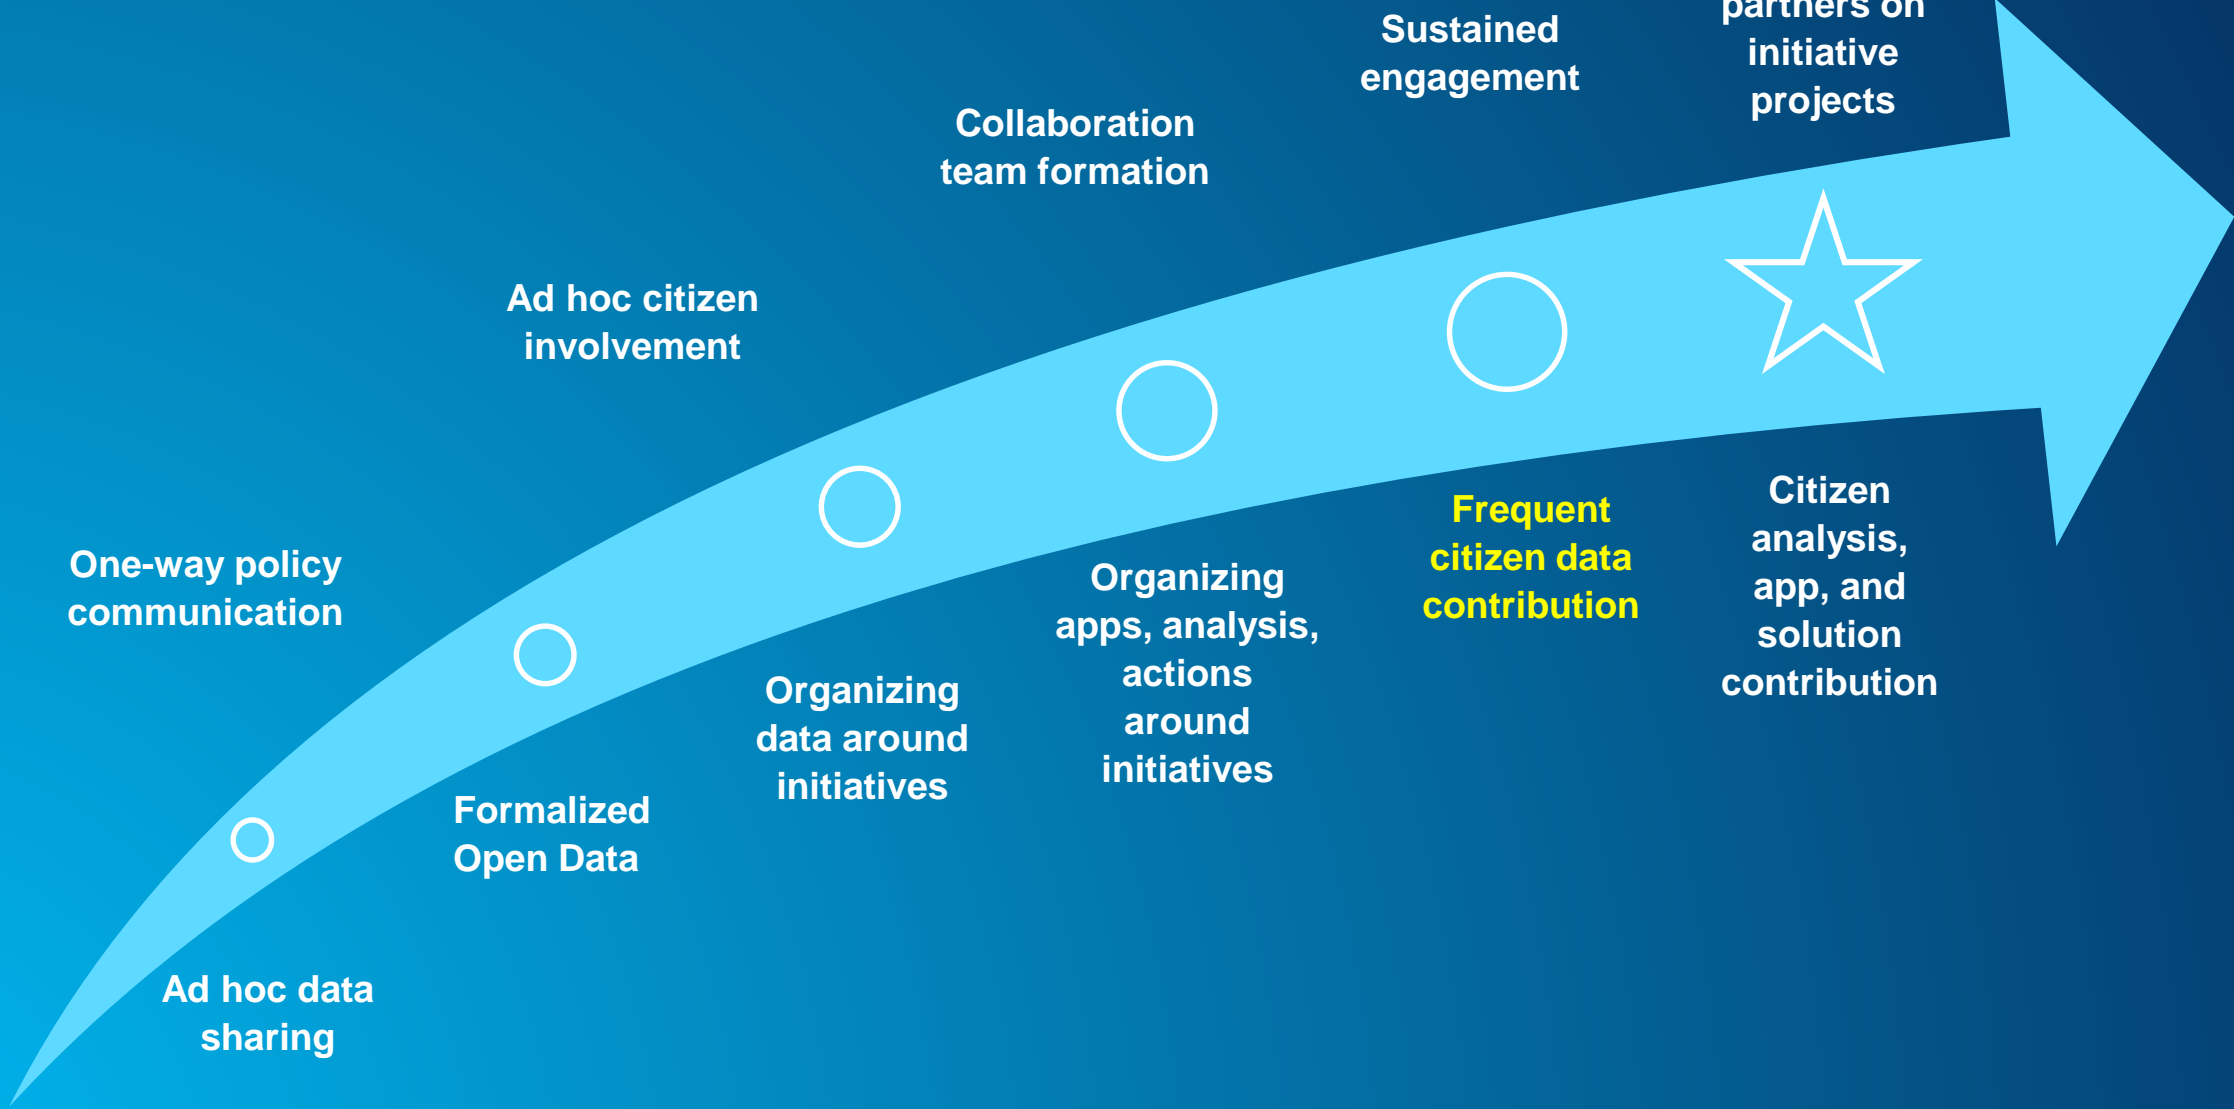 partners on
initiative
projects
Sustained
engagement
Collaboration
team formation
Ad hoc citizen
involvement
One-way policy
communication
Ad hoc data
sharing
Formalized
Open Data
Organizing
data around
initiatives
Organizing
apps, analysis,
actions
around
initiatives
Frequent
citizen data
contribution
Citizen
analysis,
app, and
solution
contribution